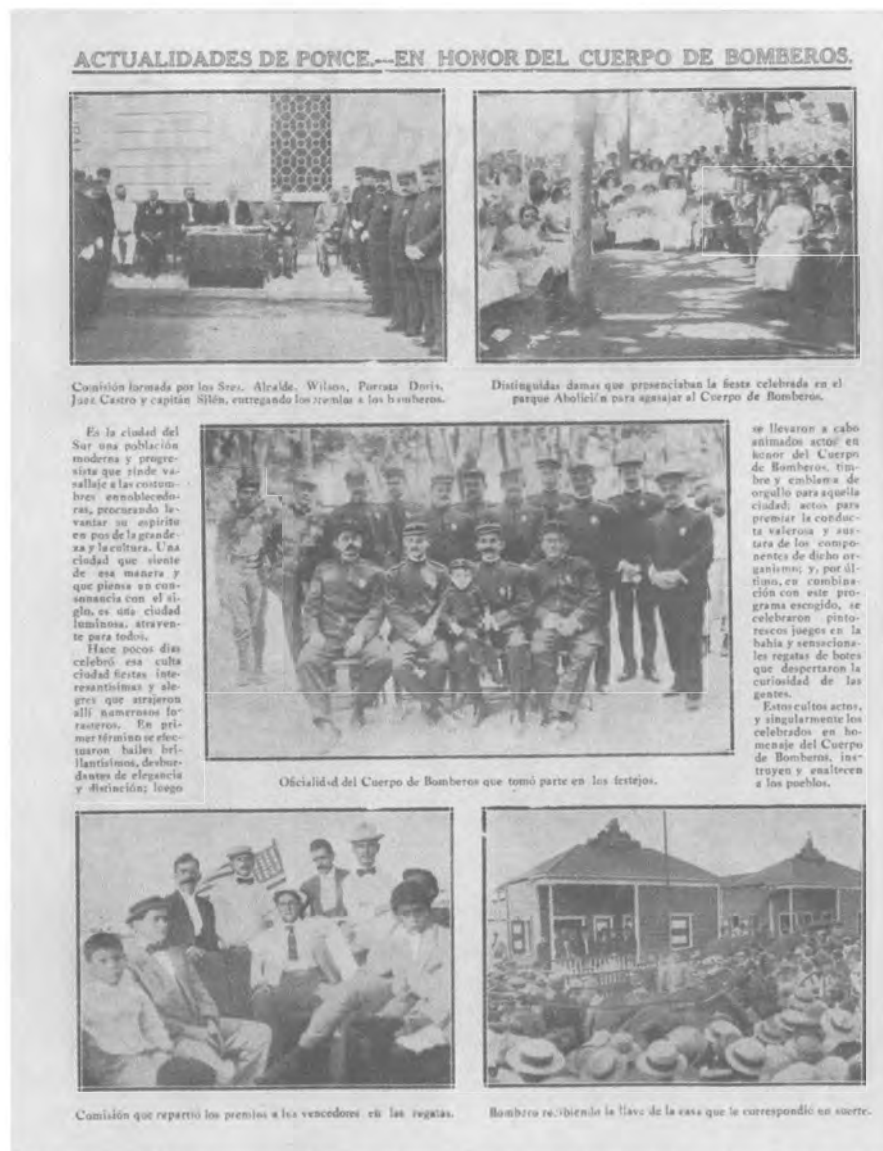 ACTUALIDADES DE PONCE.--EN HONOR DEL CUERPO DE BOMBEROS.
Comisión formada por los Sres. Alcalde, Wilson, Porrata Doris,
Juez Castro y capitán Silén, entregando los premios a los bomberos.
Distinguidas damas que presenciaban la fiesta celebrada en el
parque Abolición para agasajar al Cuerpo de Bomberos.
Es la ciudad del
Sur una población
moderna y progre-
sista que rinde va-
sallaje a las costum-
bres ennoblecedo-
ras, procurando le-
vantar su espíritu
en pos de la grande-
za y la cultura. Una
ciudad que siente
de esa manera y
que piensa en con-
sonancia con el si-
glo, es una ciudad
luminosa, atrayen-
te para todos.
Hace pocos días
celebró esa culta
ciudad fiestas inte-
resantísimas y ale-
gres que atrajeron
allí numerosos fo-
rasteros. En pri-
mer término se efec-
tuaron bailes bri-
llantísimos, desbor-
dantes de elegancia
y distinción; luego
se llevaron a cabo
animados actos en
honor del Cuerpo
de Bomberos, tim-
bre y emblema de
orgullo para aquella
ciudad; actos para
premiar la conduc-
ta valerosa y aus-
tara de los compo-
nentes de dicho or-
ganismo; y, por úl-
timo, en combina-
ción con este pro-
grama escogido, se
celebraron pinto-
rescos juegos en la
bahía y sensaciona-
les regatas de botes
que despertaron la
curiosidad de las
gentes.
Estos cultos actos,
y singularmente los
celebrados en ho-
menaje del Cuerpo
de Bomberos, ins-
truyen y enaltecen
a los pueblos.
Oficialidad del Cuerpo de Bomberos que tomó parte en los festejos.
Comisión que repartió los premios a los vencedores en las regatas.
Bombero recibiendo la llave de la casa que le correspondió en suerte.